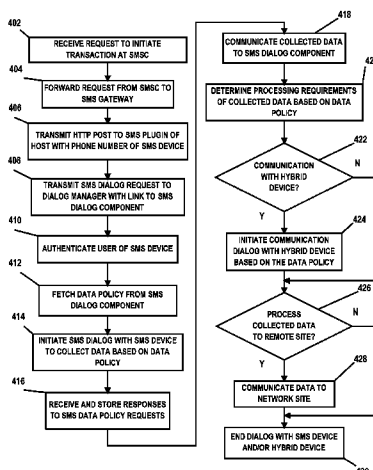 402
RECEIVE REQUEST TO INITIATE
TRANSACTION AT SMSC
404
FORWARD REQUEST FROM SMSC TO
SMS GATEWAY
406
TRANSMIT HTTP POST TO SMS PLUGIN OF
HOST WITH PHONE NUMBER OF SMS DEVICE
408
TRANSMIT SMS DIALOG REQUEST TO
DIALOG MANAGER WITH LINK TO SMS
DIALOG COMPONENT
410
AUTHENTICATE USER OF SMS DEVICE
412
FETCH DATA POLICY FROM SMS
DIALOG COMPONENT
414
INITIATE SMS DIALOG WITH SMS DEVICE
TO COLLECT DATA BASED ON DATA
POLICY
416
RECEIVE AND STORE RESPONSES
TO SMS DATA POLICY REQUESTS
418
COMMUNICATE COLLECTED DATA
TO SMS DIALOG COMPONENT
DETERMINE PROCESSING REQUIREMENTS
OF COLLECTED DATA BASED ON DATA
POLICY
422
COMMUNICATION
WITH HYBRID
DEVICE?
N
Y
424
INITIATE COMMUNICATION
DIALOG WITH HYBRID DEVICE
BASED ON THE DATA POLICY
426
PROCESS
COLLECTED DATA
TO REMOTE SITE?
N
Y
428
COMMUNICATE DATA TO
NETWORK SITE
END DIALOG WITH SMS DEVICE
AND/OR HYBRID DEVICE